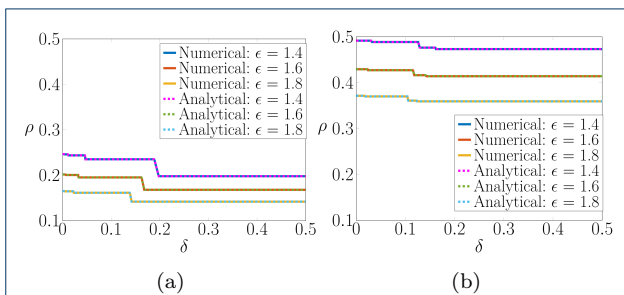 0.5
0.4
ρ 0.3
0.2
0.1
0 0.1 0.2 0.3 0.4 0.5
δ
Numerical: ϵ = 1.4
Numerical: ϵ = 1.6
Numerical: ϵ = 1.8
Analytical: ϵ = 1.4
Analytical: ϵ = 1.6
Analytical: ϵ = 1.8
(a)
0.5
0.4
ρ 0.3
0.2
0.1
0 0.1 0.2 0.3 0.4 0.5
δ
Numerical: ϵ = 1.4
Numerical: ϵ = 1.6
Numerical: ϵ = 1.8
Analytical: ϵ = 1.4
Analytical: ϵ = 1.6
Analytical: ϵ = 1.8
(b)